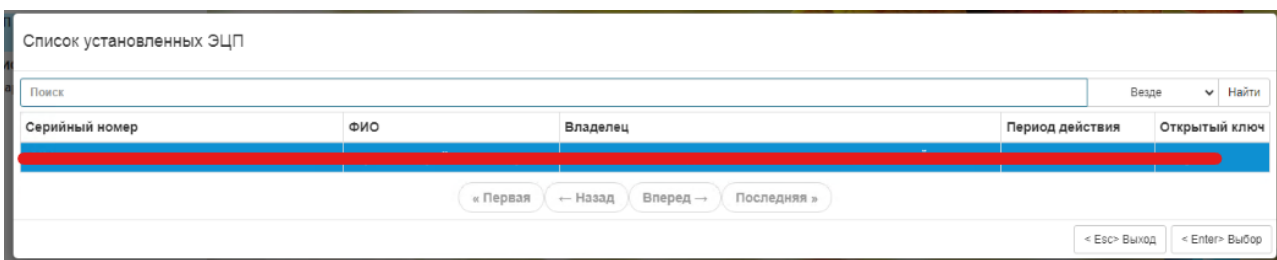 Список установленных ЭЦП
Поиск Везде Найти
Серийный номер ФИО Владелец Период действия Открытый ключ
« Первая ← Назад Вперед → Последняя »
< Esc> Выход < Enter> Выбор